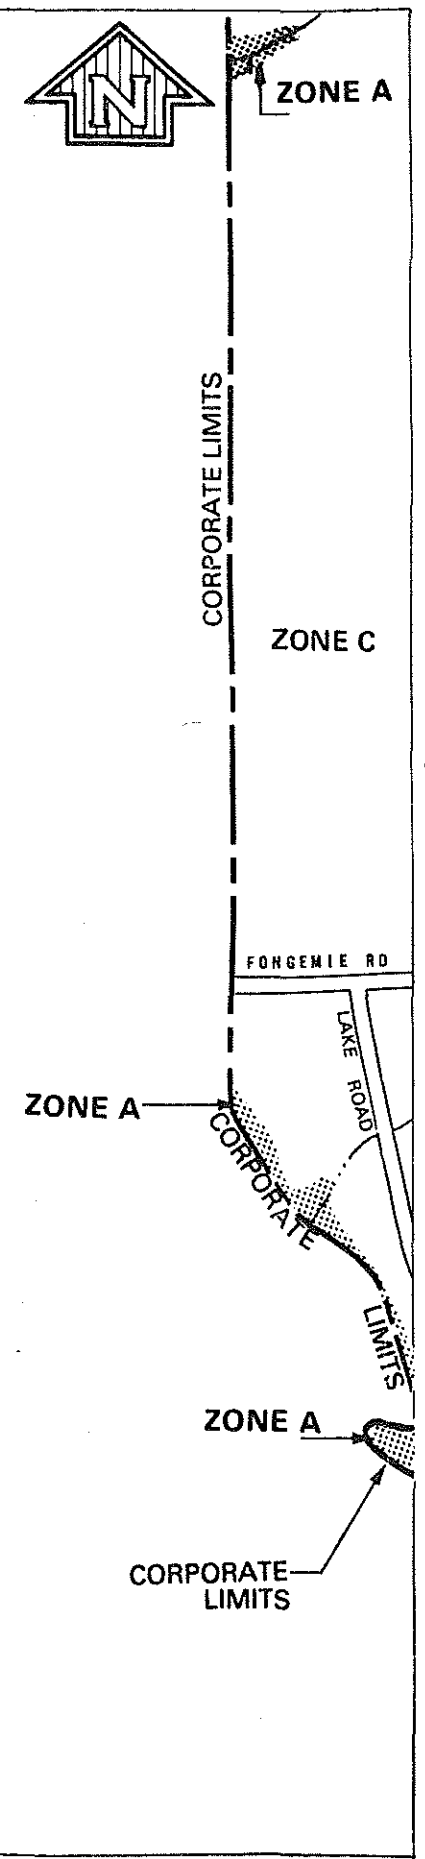 N
ZONE A
CORPORATE LIMITS
ZONE C
FONGEMIE RD
LAKE ROAD
ZONE A
CORPORATE
LIMITS
ZONE A
CORPORATE
LIMITS